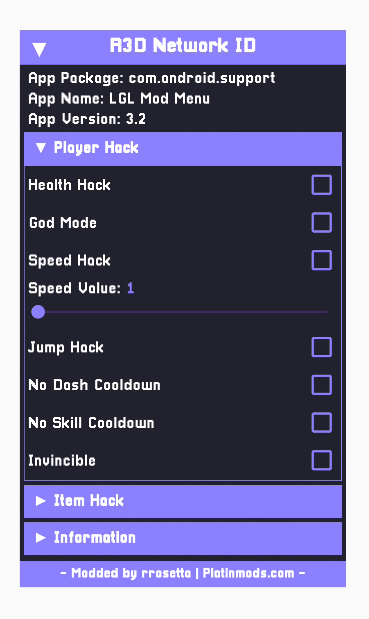 ▼ R3D Network ID
App Package: com.android.support
App Name: LGL Mod Menu
App Version: 3.2
▼ Player Hack
Health Hack
God Mode
Speed Hack
Speed Value: 1
Jump Hack
No Dash Cooldown
No Skill Cooldown
Invincible
► Item Hack
► Information
- Modded by rrosetta | Platinmods.com -